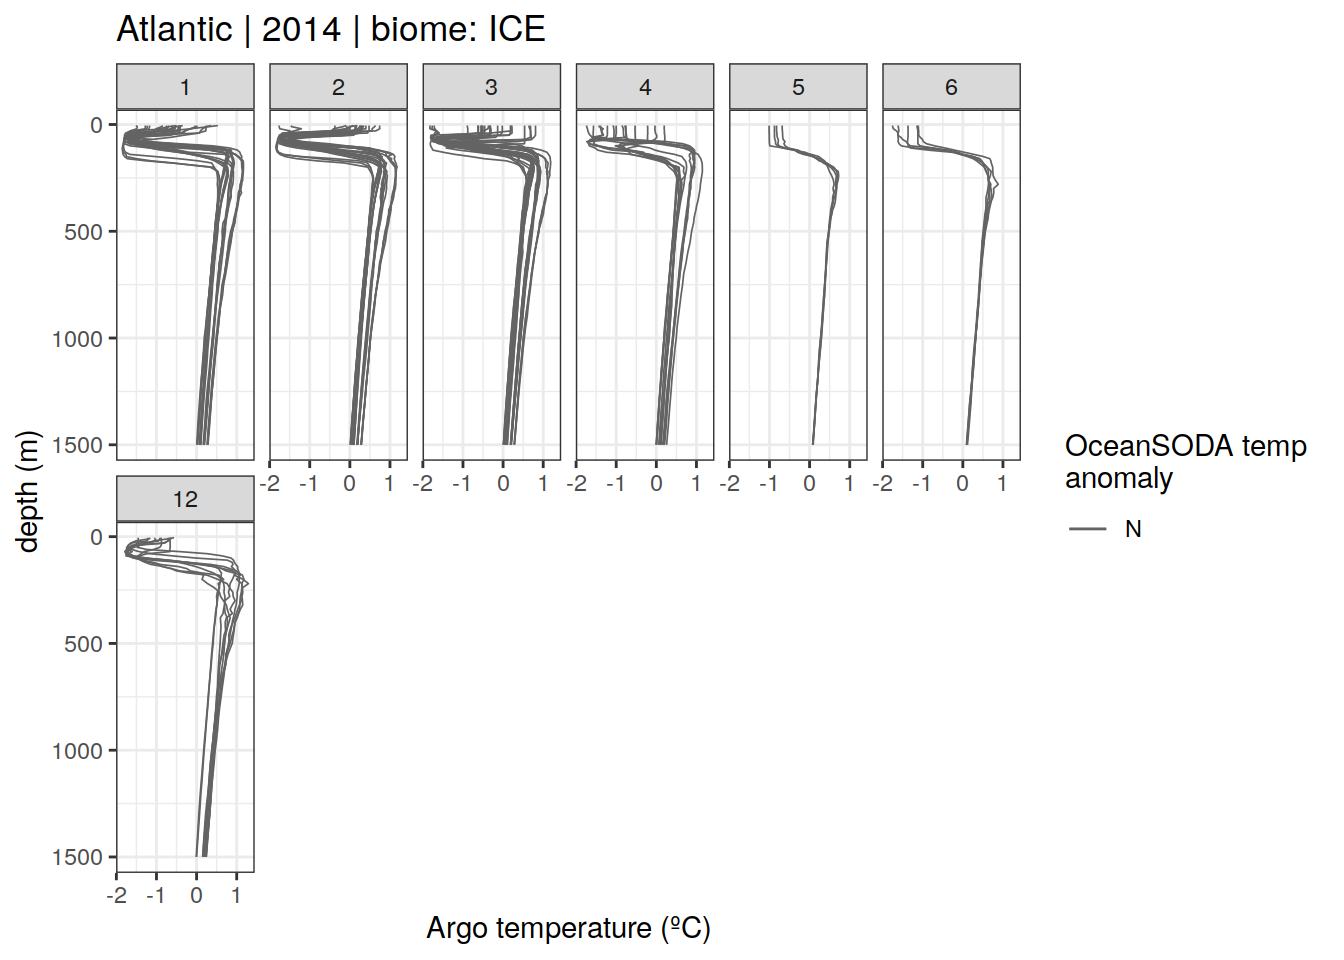 Atlantic | 2014 | biome: ICE
1 2 3 4 5 6
0
500
1000
1500
-2 -1 0 1 -2 -1 0 1 -2 -1 0 1 -2 -1 0 1 -2 -1 0 1
12
0
500
1000
1500
-2 -1 0 1
depth (m)
Argo temperature (ºC)
OceanSODA temp
anomaly
N